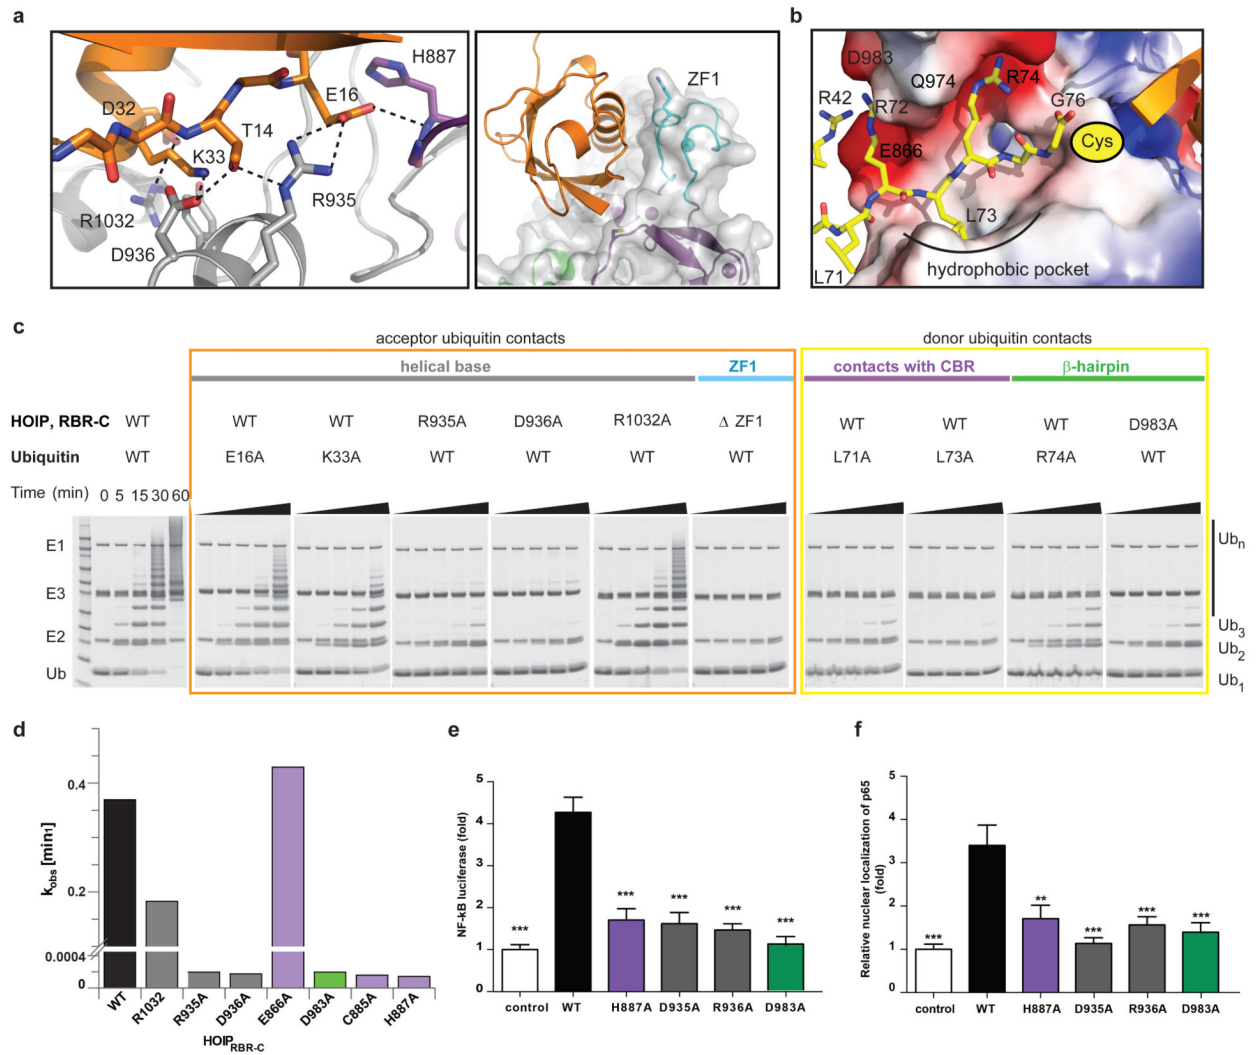 a
b
H887
E16
D32
T14
K33
R935
R1032
D936
ZF1
D983
Q974
R74
R42
R72
G76
Cys
E866
L73
hydrophobic pocket
L71
c
acceptor ubiquitin contacts
donor ubiquitin contacts
helical base
ZF1
contacts with CBR
β-hairpin
HOIP, RBR-C WT WT WT R935A D936A R1032A Δ ZF1 WT WT WT D983A
Ubiquitin WT E16A K33A WT WT WT WT L71A L73A R74A WT
Time (min) 0 5 15 30 60
E1
E3
E2
Ub
Ubn
Ub3
Ub2
Ub1
d
kobs [min1]
0.4
0.2
0.0004
0
WT R1032 R935A D936A E866A D983A C885A H887A
HOIPRBR-C
e
NF-kB luciferase (fold)
5
4
3
2
1
0
*** *** *** *** ***
control WT H887A D935A R936A D983A
f
Relative nuclear localization of p65
(fold)
5
4
3
2
1
0
*** ** *** *** ***
control WT H887A D935A R936A D983A